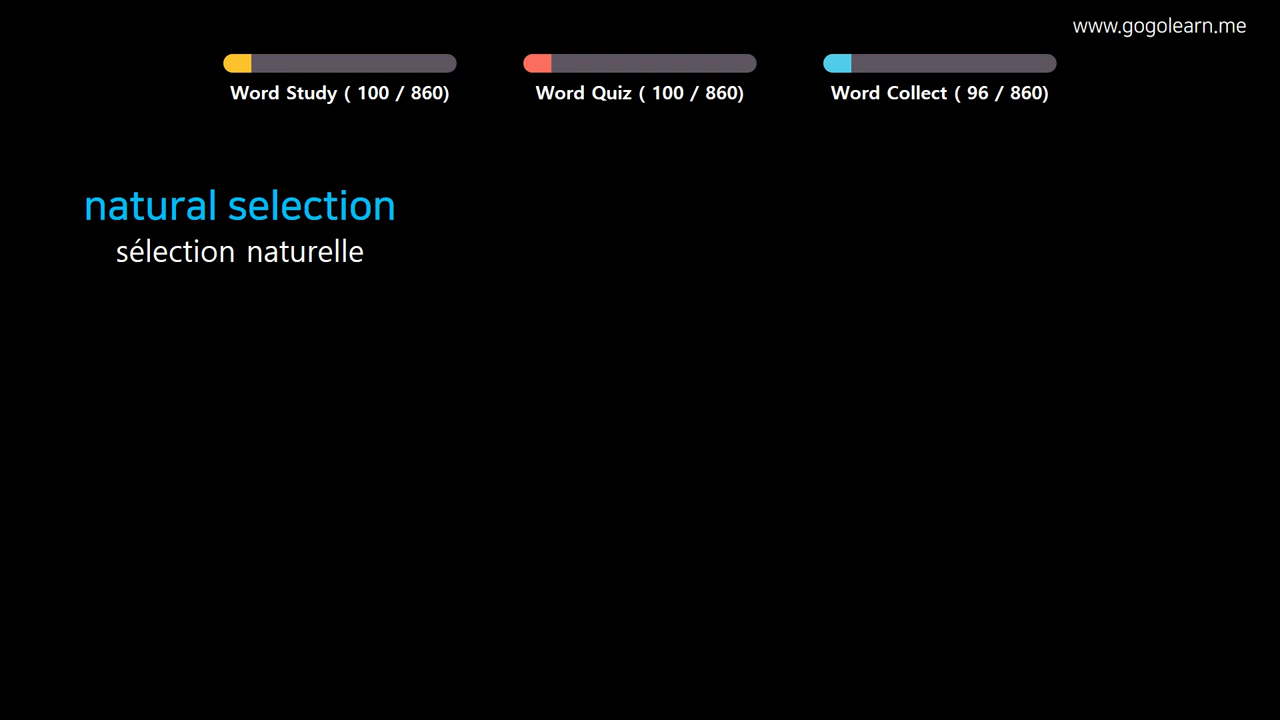 www.gogolearn.me
Word Study ( 100 / 860)
Word Quiz ( 100 / 860)
Word Collect ( 96 / 860)
natural selection
sélection naturelle